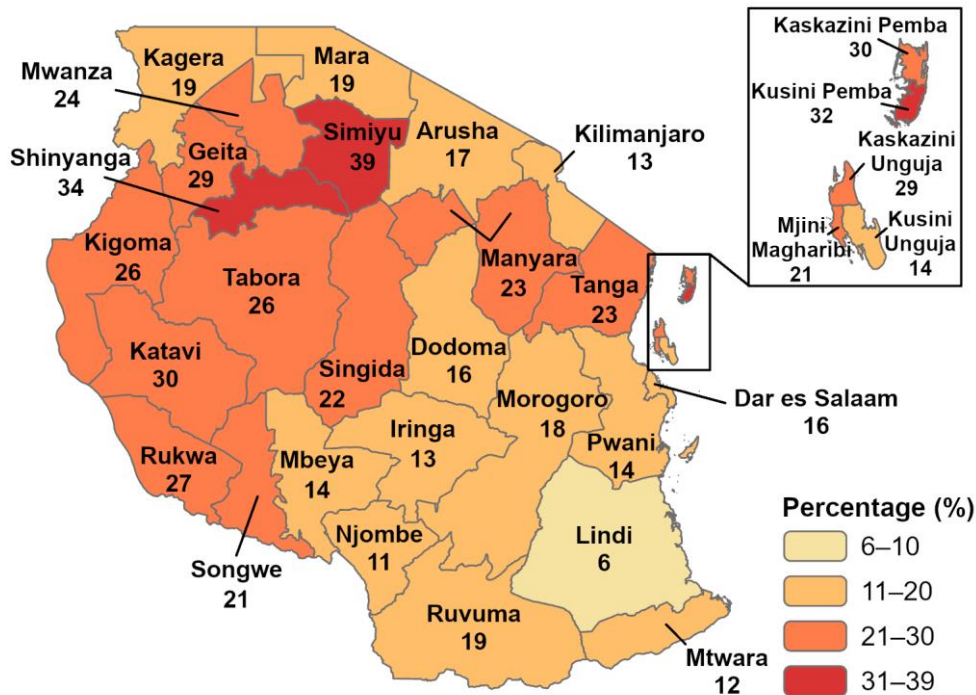 Kagera
19
Mara
19
Mwanza
24
Simiyu
39
Arusha
17
Kilimanjaro
13
Geita
29
Shinyanga
34
Kigoma
26
Tabora
26
Manyara
23
Tanga
23
Katavi
30
Singida
22
Dodoma
16
Morogoro
18
Dar es Salaam
16
Pwani
14
Rukwa
27
Mbeya
14
Iringa
13
Songwe
21
Njombe
11
Lindi
6
Ruvuma
19
Mtwara
12
Kaskazini Pemba
30
Kusini Pemba
32
Kaskazini
Unguja
29
Mjini
Magharibi
21
Kusini
Unguja
14
Percentage (%)
6–10
11–20
21–30
31–39